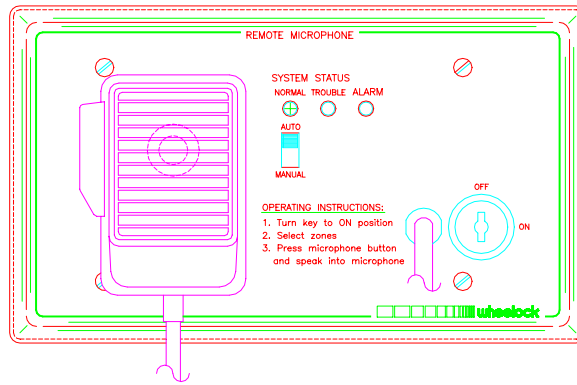 REMOTE MICROPHONE
SYSTEM STATUS
NORMAL TROUBLE ALARM
AUTO
MANUAL
OPERATING INSTRUCTIONS:
1. Turn key to ON position
2. Select zones
3. Press microphone button
and speak into microphone
OFF
ON
wheelock